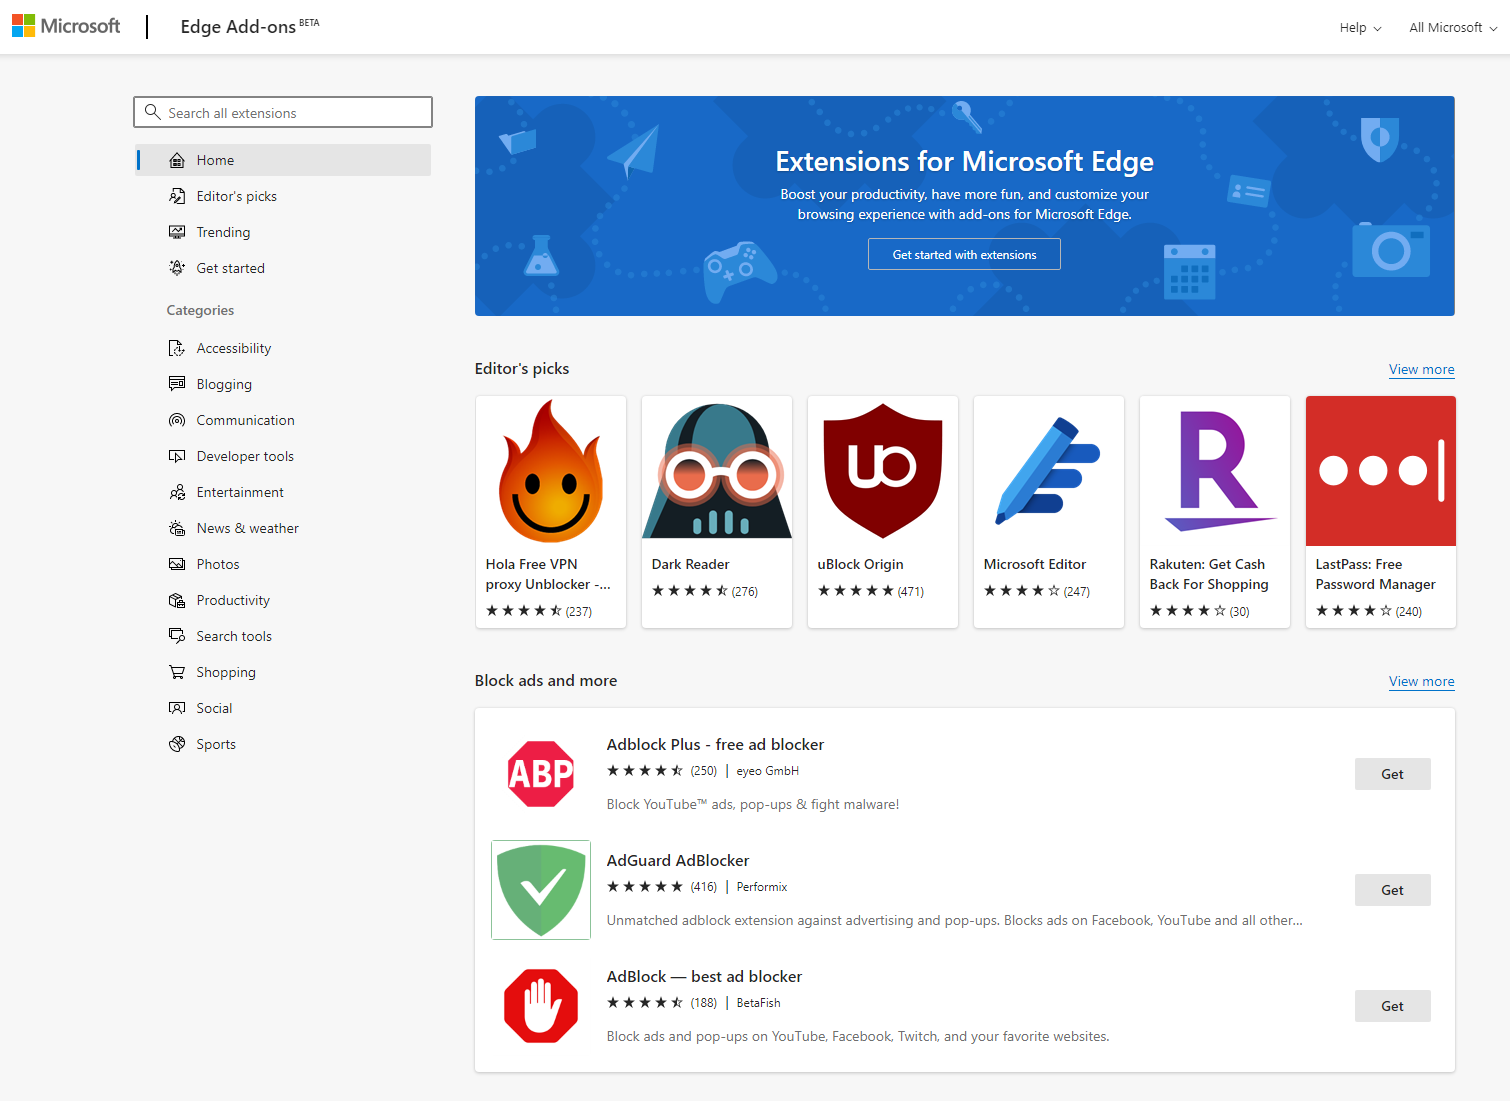 Microsoft
Edge Add-ons BETA
Help
All Microsoft
Search all extensions
Home
Editor's picks
Trending
Get started
Categories
Accessibility
Blogging
Communication
Developer tools
Entertainment
News & weather
Photos
Productivity
Search tools
Shopping
Social
Sports
Extensions for Microsoft Edge
Boost your productivity, have more fun, and customize your
browsing experience with add-ons for Microsoft Edge.
Get started with extensions
Editor's picks
View more
uo
R
Hola Free VPN
proxy Unblocker -...
(237)
Dark Reader
(276)
uBlock Origin
(471)
Microsoft Editor
(247)
Rakuten: Get Cash
Back For Shopping
(30)
LastPass: Free
Password Manager
(240)
Block ads and more
View more
ABP
Adblock Plus - free ad blocker
(250) | eyeo GmbH
Block YouTube™ ads, pop-ups & fight malware!
Get
AdGuard AdBlocker
(416) | Performix
Unmatched adblock extension against advertising and pop-ups. Blocks ads on Facebook, YouTube and all other...
Get
AdBlock — best ad blocker
(188) | BetaFish
Block ads and pop-ups on YouTube, Facebook, Twitch, and your favorite websites.
Get